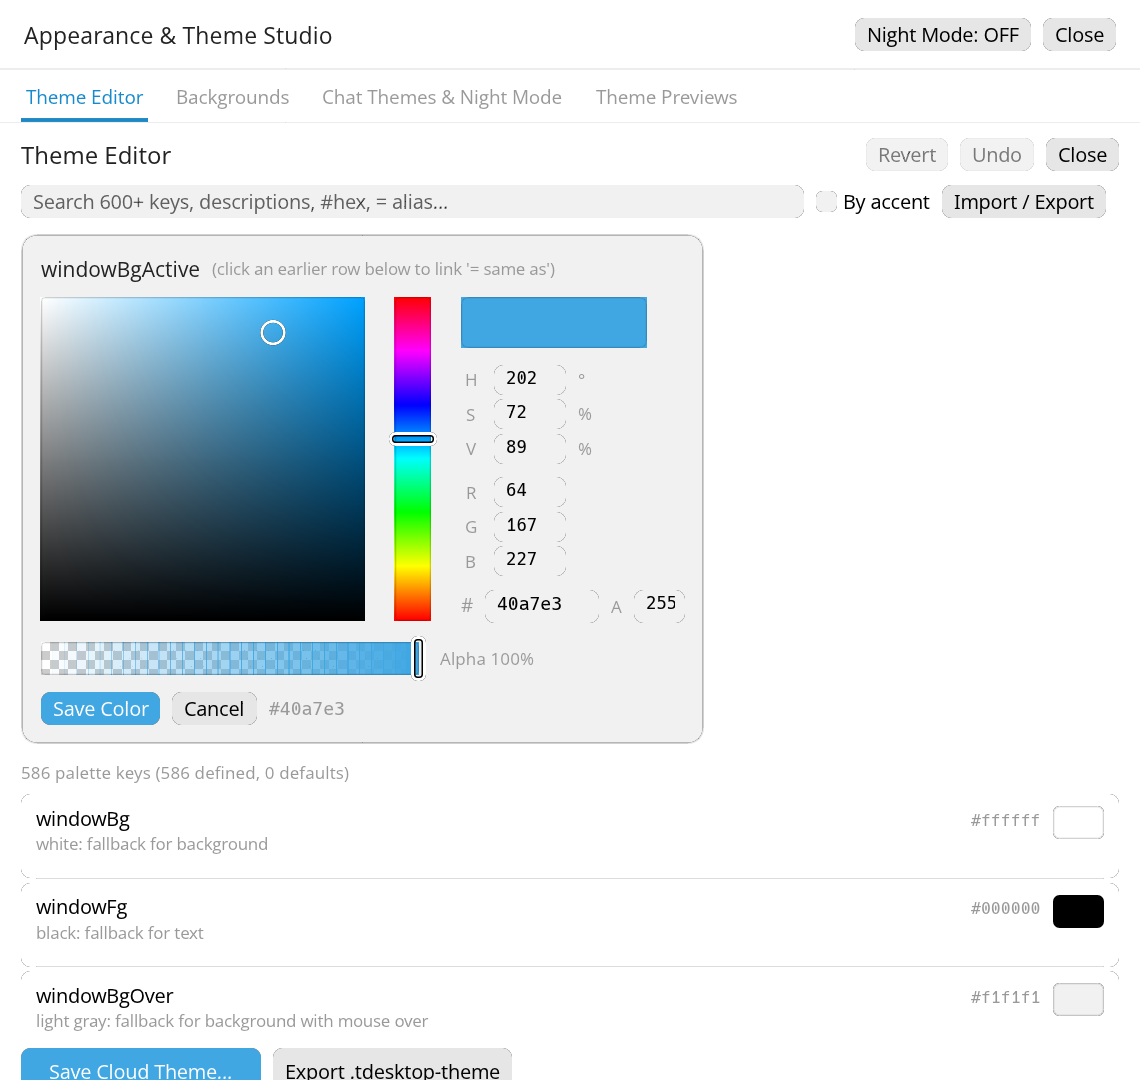 Appearance & Theme Studio
Night Mode: OFF
Close
Theme Editor
Backgrounds
Chat Themes & Night Mode
Theme Previews
Theme Editor
Revert
Undo
Close
Search 600+ keys, descriptions, #hex, = alias...
By accent
Import / Export
windowBgActive (click an earlier row below to link '= same as')
H 202 °
S 72 %
V 89 %
R 64
G 167
B 227
# 40a7e3 A 255
Alpha 100%
Save Color
Cancel
#40a7e3
586 palette keys (586 defined, 0 defaults)
windowBg
#ffffff
white: fallback for background
windowFg
#000000
black: fallback for text
windowBgOver
#f1f1f1
light gray: fallback for background with mouse over
Save Cloud Theme...
Export .tdesktop-theme